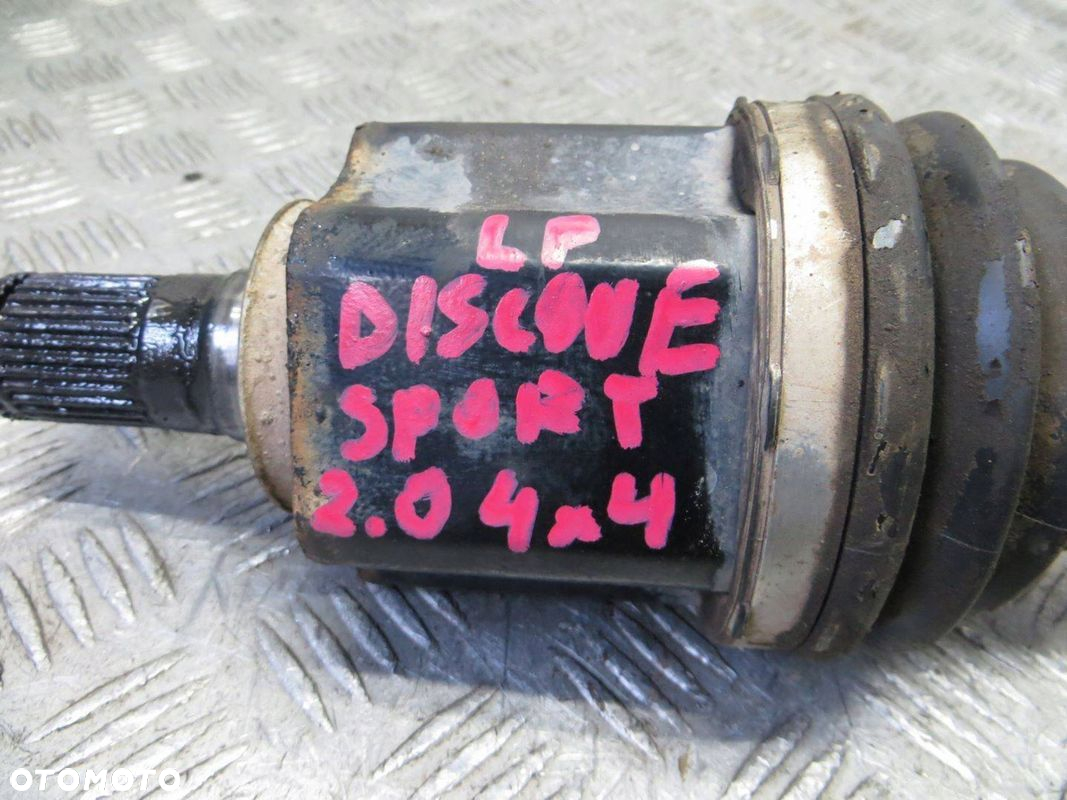 LP
DISCOVE
SPORT
2.0 4x4
OTOMOTO